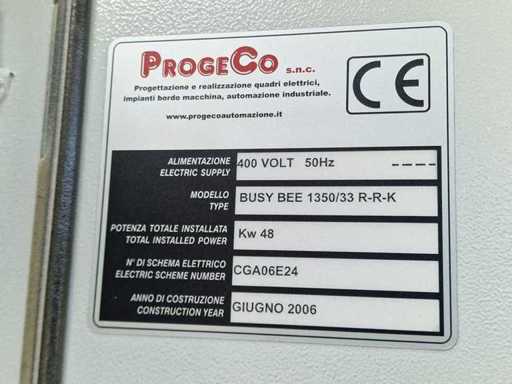 PROGECO s.n.c.
Progettazione e realizzazione quadri elettrici,
impianti bordo macchina, automazione industriale.
www.progecoautomazione.it
CE
ALIMENTAZIONE
ELECTRIC SUPPLY
400 VOLT 50Hz ----
MODELLO
TYPE
BUSY BEE 1350/33 R-R-K
POTENZA TOTALE INSTALLATA
TOTAL INSTALLED POWER
Kw 48
N° DI SCHEMA ELETTRICO
ELECTRIC SCHEME NUMBER
CGA06E24
ANNO DI COSTRUZIONE
CONSTRUCTION YEAR
GIUGNO 2006